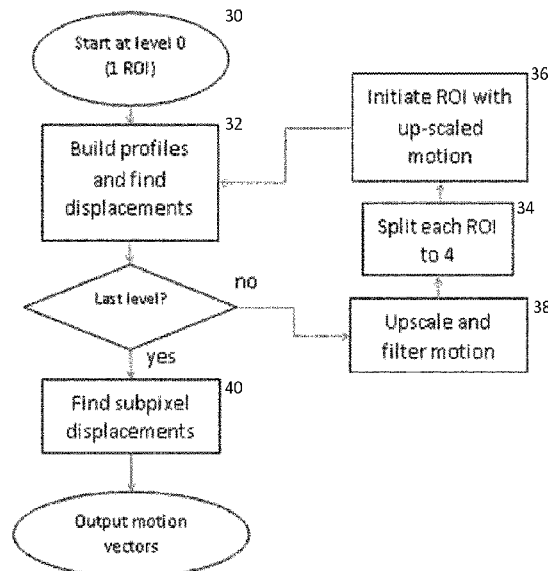 30
Start at level 0
(1 ROI)
32
Build profiles
and find
displacements
Last level?
no
yes
40
Find subpixel
displacements
Output motion
vectors
36
Initiate ROI with
up-scaled
motion
34
Split each ROI
to 4
38
Upscale and
filter motion